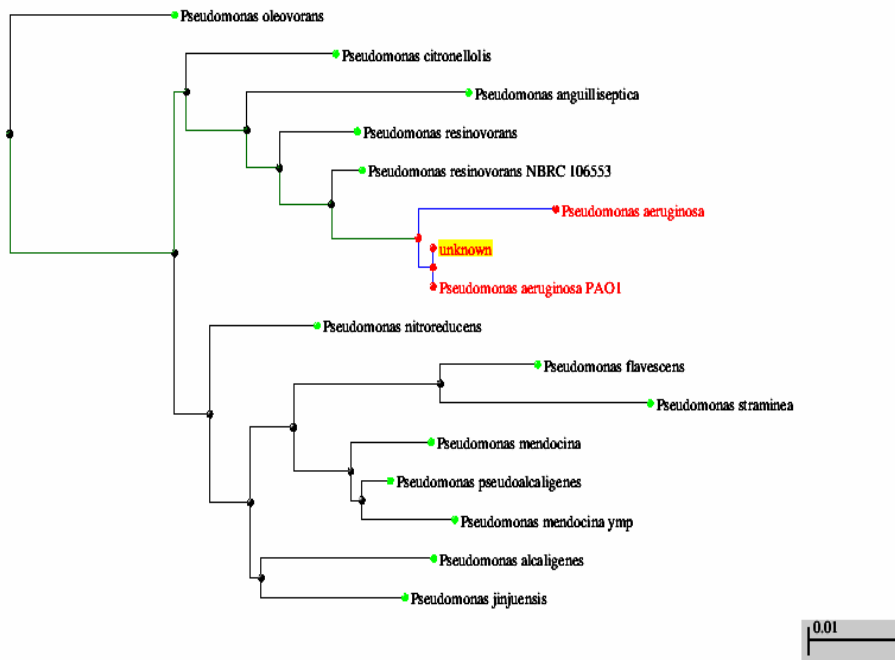 Pseudomonas oleovorans
Pseudomonas citronellolis
Pseudomonas anguilliseptica
Pseudomonas resinovorans
Pseudomonas resinovorans NBRC 106553
Pseudomonas aeruginosa
unknown
Pseudomonas aeruginosa PAO1
Pseudomonas nitroreducens
Pseudomonas flavescens
Pseudomonas straminea
Pseudomonas mendocina
Pseudomonas pseudoalcaligenes
Pseudomonas mendocina ymp
Pseudomonas alcaligenes
Pseudomonas jinjuensis
0.01